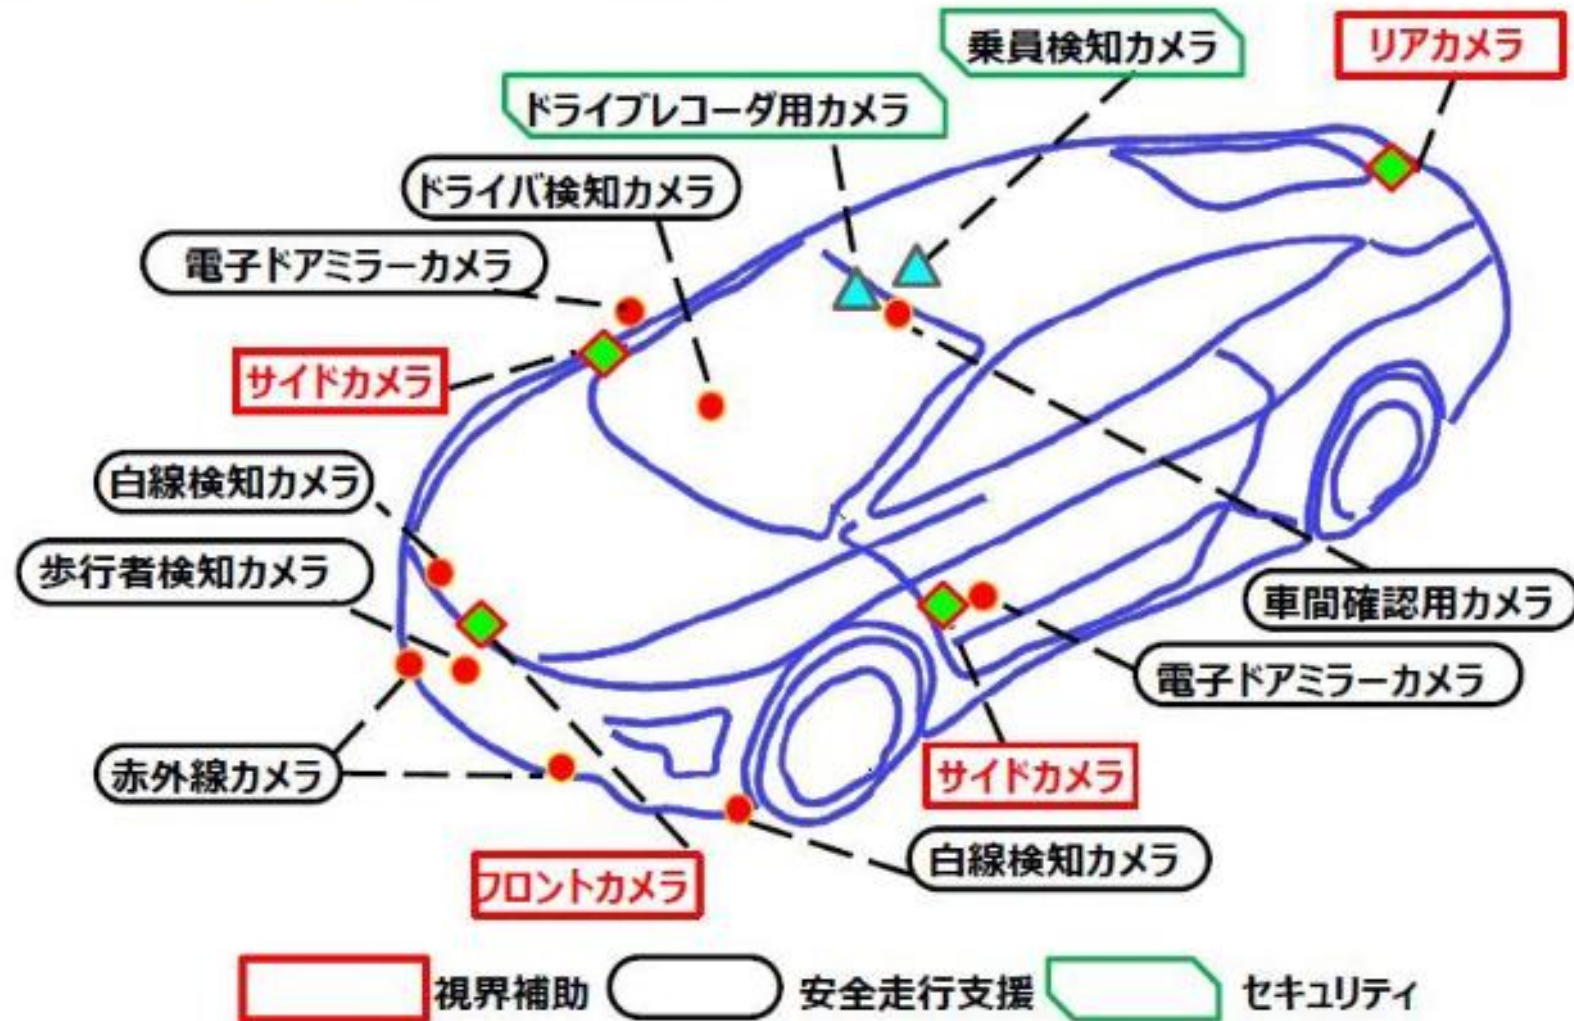 乗員検知カメラ
リアカメラ
ドライブレコーダ用カメラ
ドライバ検知カメラ
電子ドアミラーカメラ
サイドカメラ
白線検知カメラ
歩行者検知カメラ
車間確認用カメラ
電子ドアミラーカメラ
赤外線カメラ
サイドカメラ
白線検知カメラ
フロントカメラ
視界補助
安全走行支援
セキュリティ